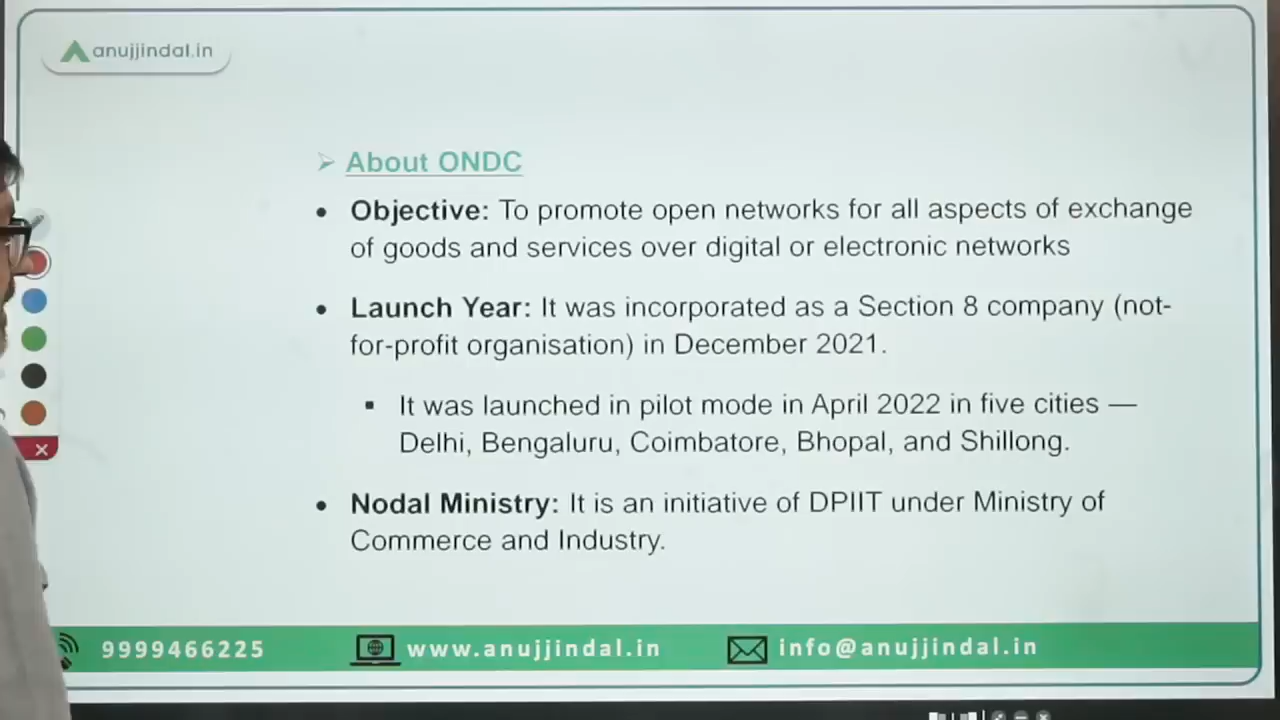 anujjindal.in
About ONDC
Objective: To promote open networks for all aspects of exchange
of goods and services over digital or electronic networks
Launch Year: It was incorporated as a Section 8 company (not-
for-profit organisation) in December 2021.
It was launched in pilot mode in April 2022 in five cities —
Delhi, Bengaluru, Coimbatore, Bhopal, and Shillong.
Nodal Ministry: It is an initiative of DPIIT under Ministry of
Commerce and Industry.
9999466225 www.anujjindal.in info@anujjindal.in